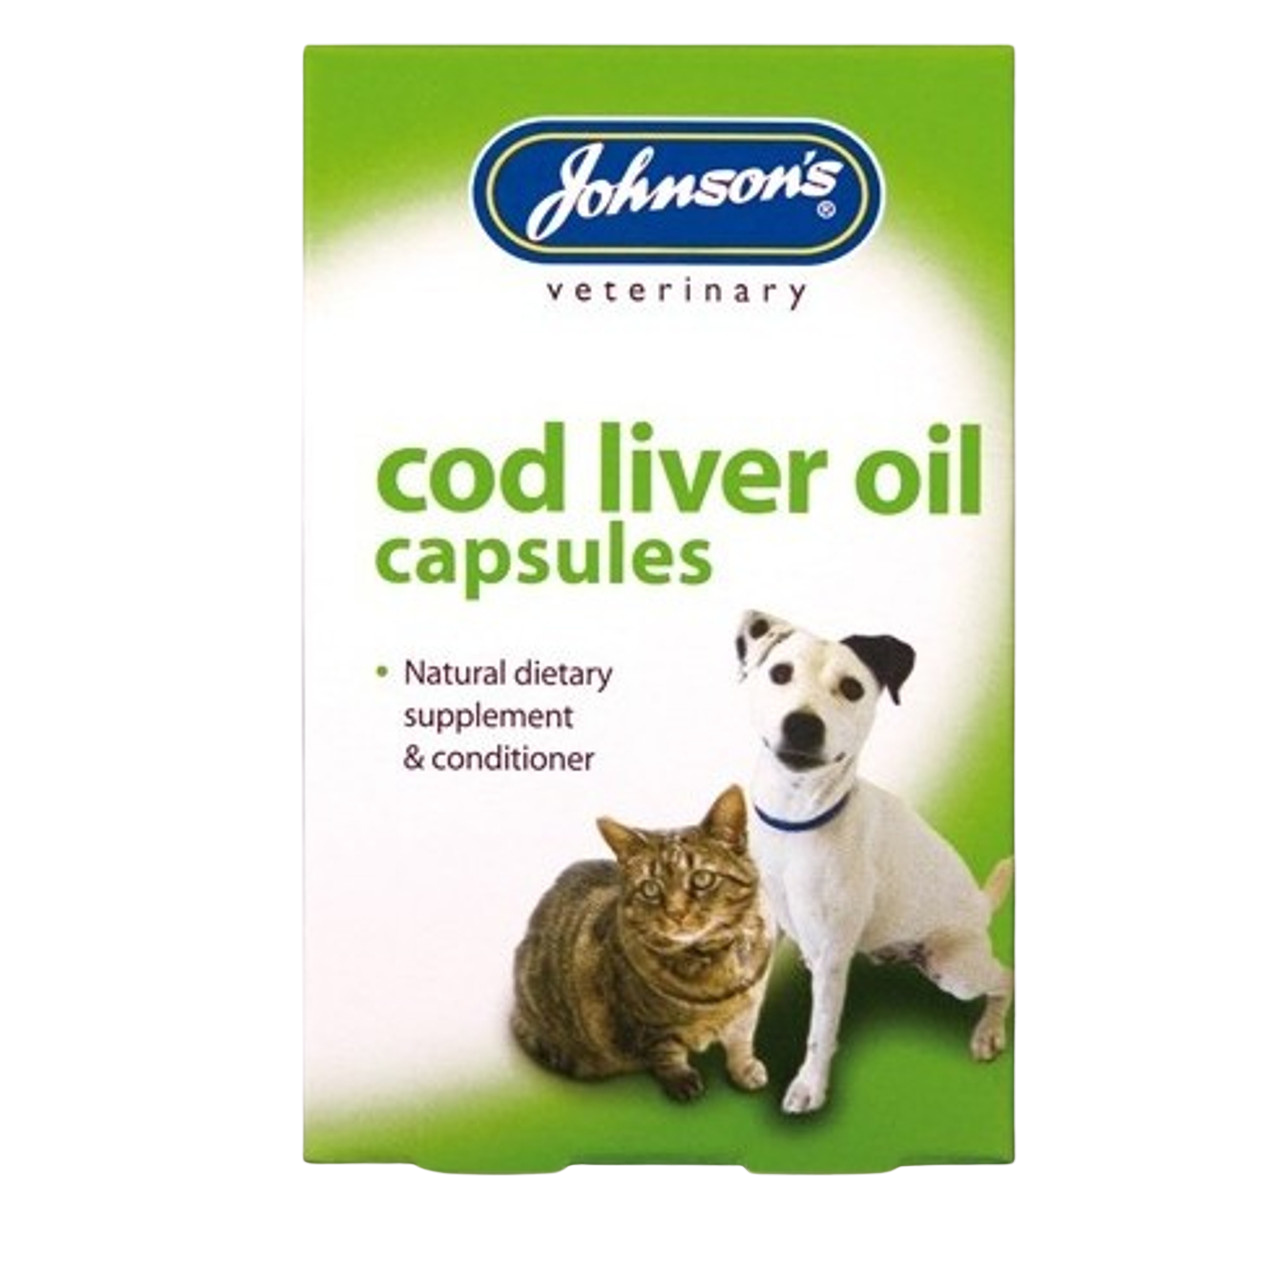 Johnson's®
veterinary
cod liver oil
capsules
• Natural dietary
supplement
& conditioner